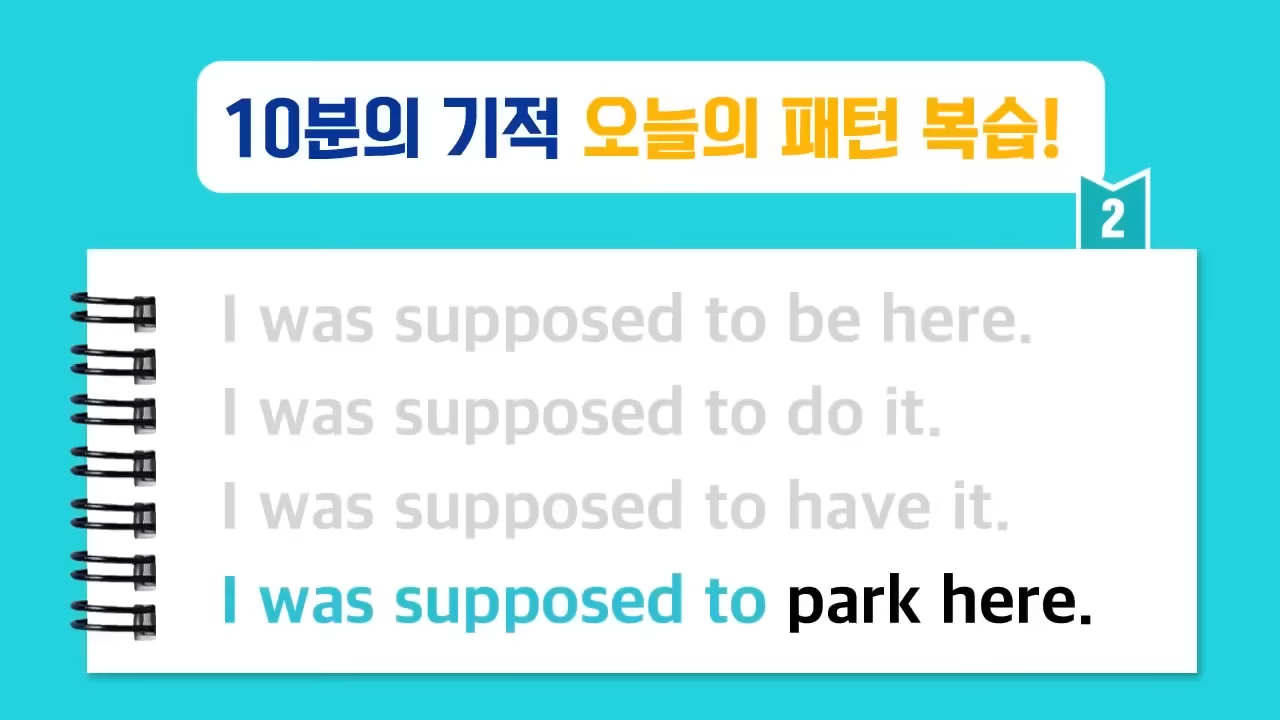 10분의 기적 오늘의 패턴 복습!
2
I was supposed to be here.
I was supposed to do it.
I was supposed to have it.
I was supposed to park here.